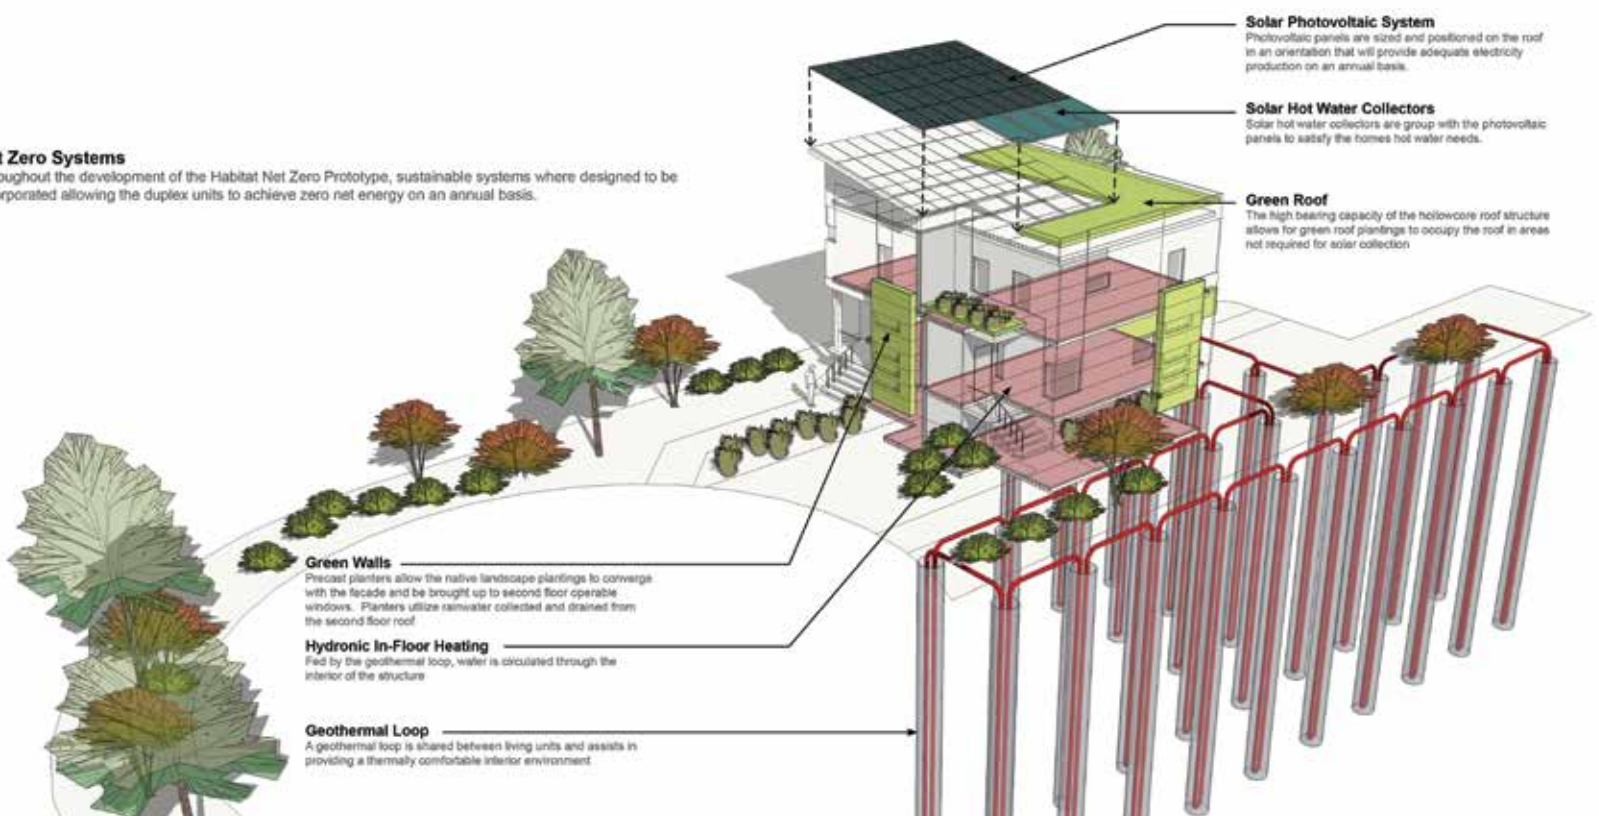 Solar Photovoltaic System
Photovoltaic panels are sized and positioned on the roof
in an orientation that will provide adequate electricity
production on an annual basis.
Solar Hot Water Collectors
Solar hot water collectors are group with the photovoltaic
panels to satisfy the homes hot water needs.
t Zero Systems
oughout the development of the Habitat Net Zero Prototype, sustainable systems where designed to be
orporated allowing the duplex units to achieve zero net energy on an annual basis.
Green Roof
The high bearing capacity of the hollowcore roof structure
allows for green roof plantings to occupy the roof in areas
not required for solar collection
Green Walls
Precast planters allow the native landscape plantings to converge
with the facade and be brought up to second floor operable
windows. Planters utilize rainwater collected and drained from
the second floor roof
Hydronic In-Floor Heating
Fed by the geothermal loop, water is circulated through the
interior of the structure
Geothermal Loop
A geothermal loop is shared between living units and assists in
providing a thermally comfortable interior environment